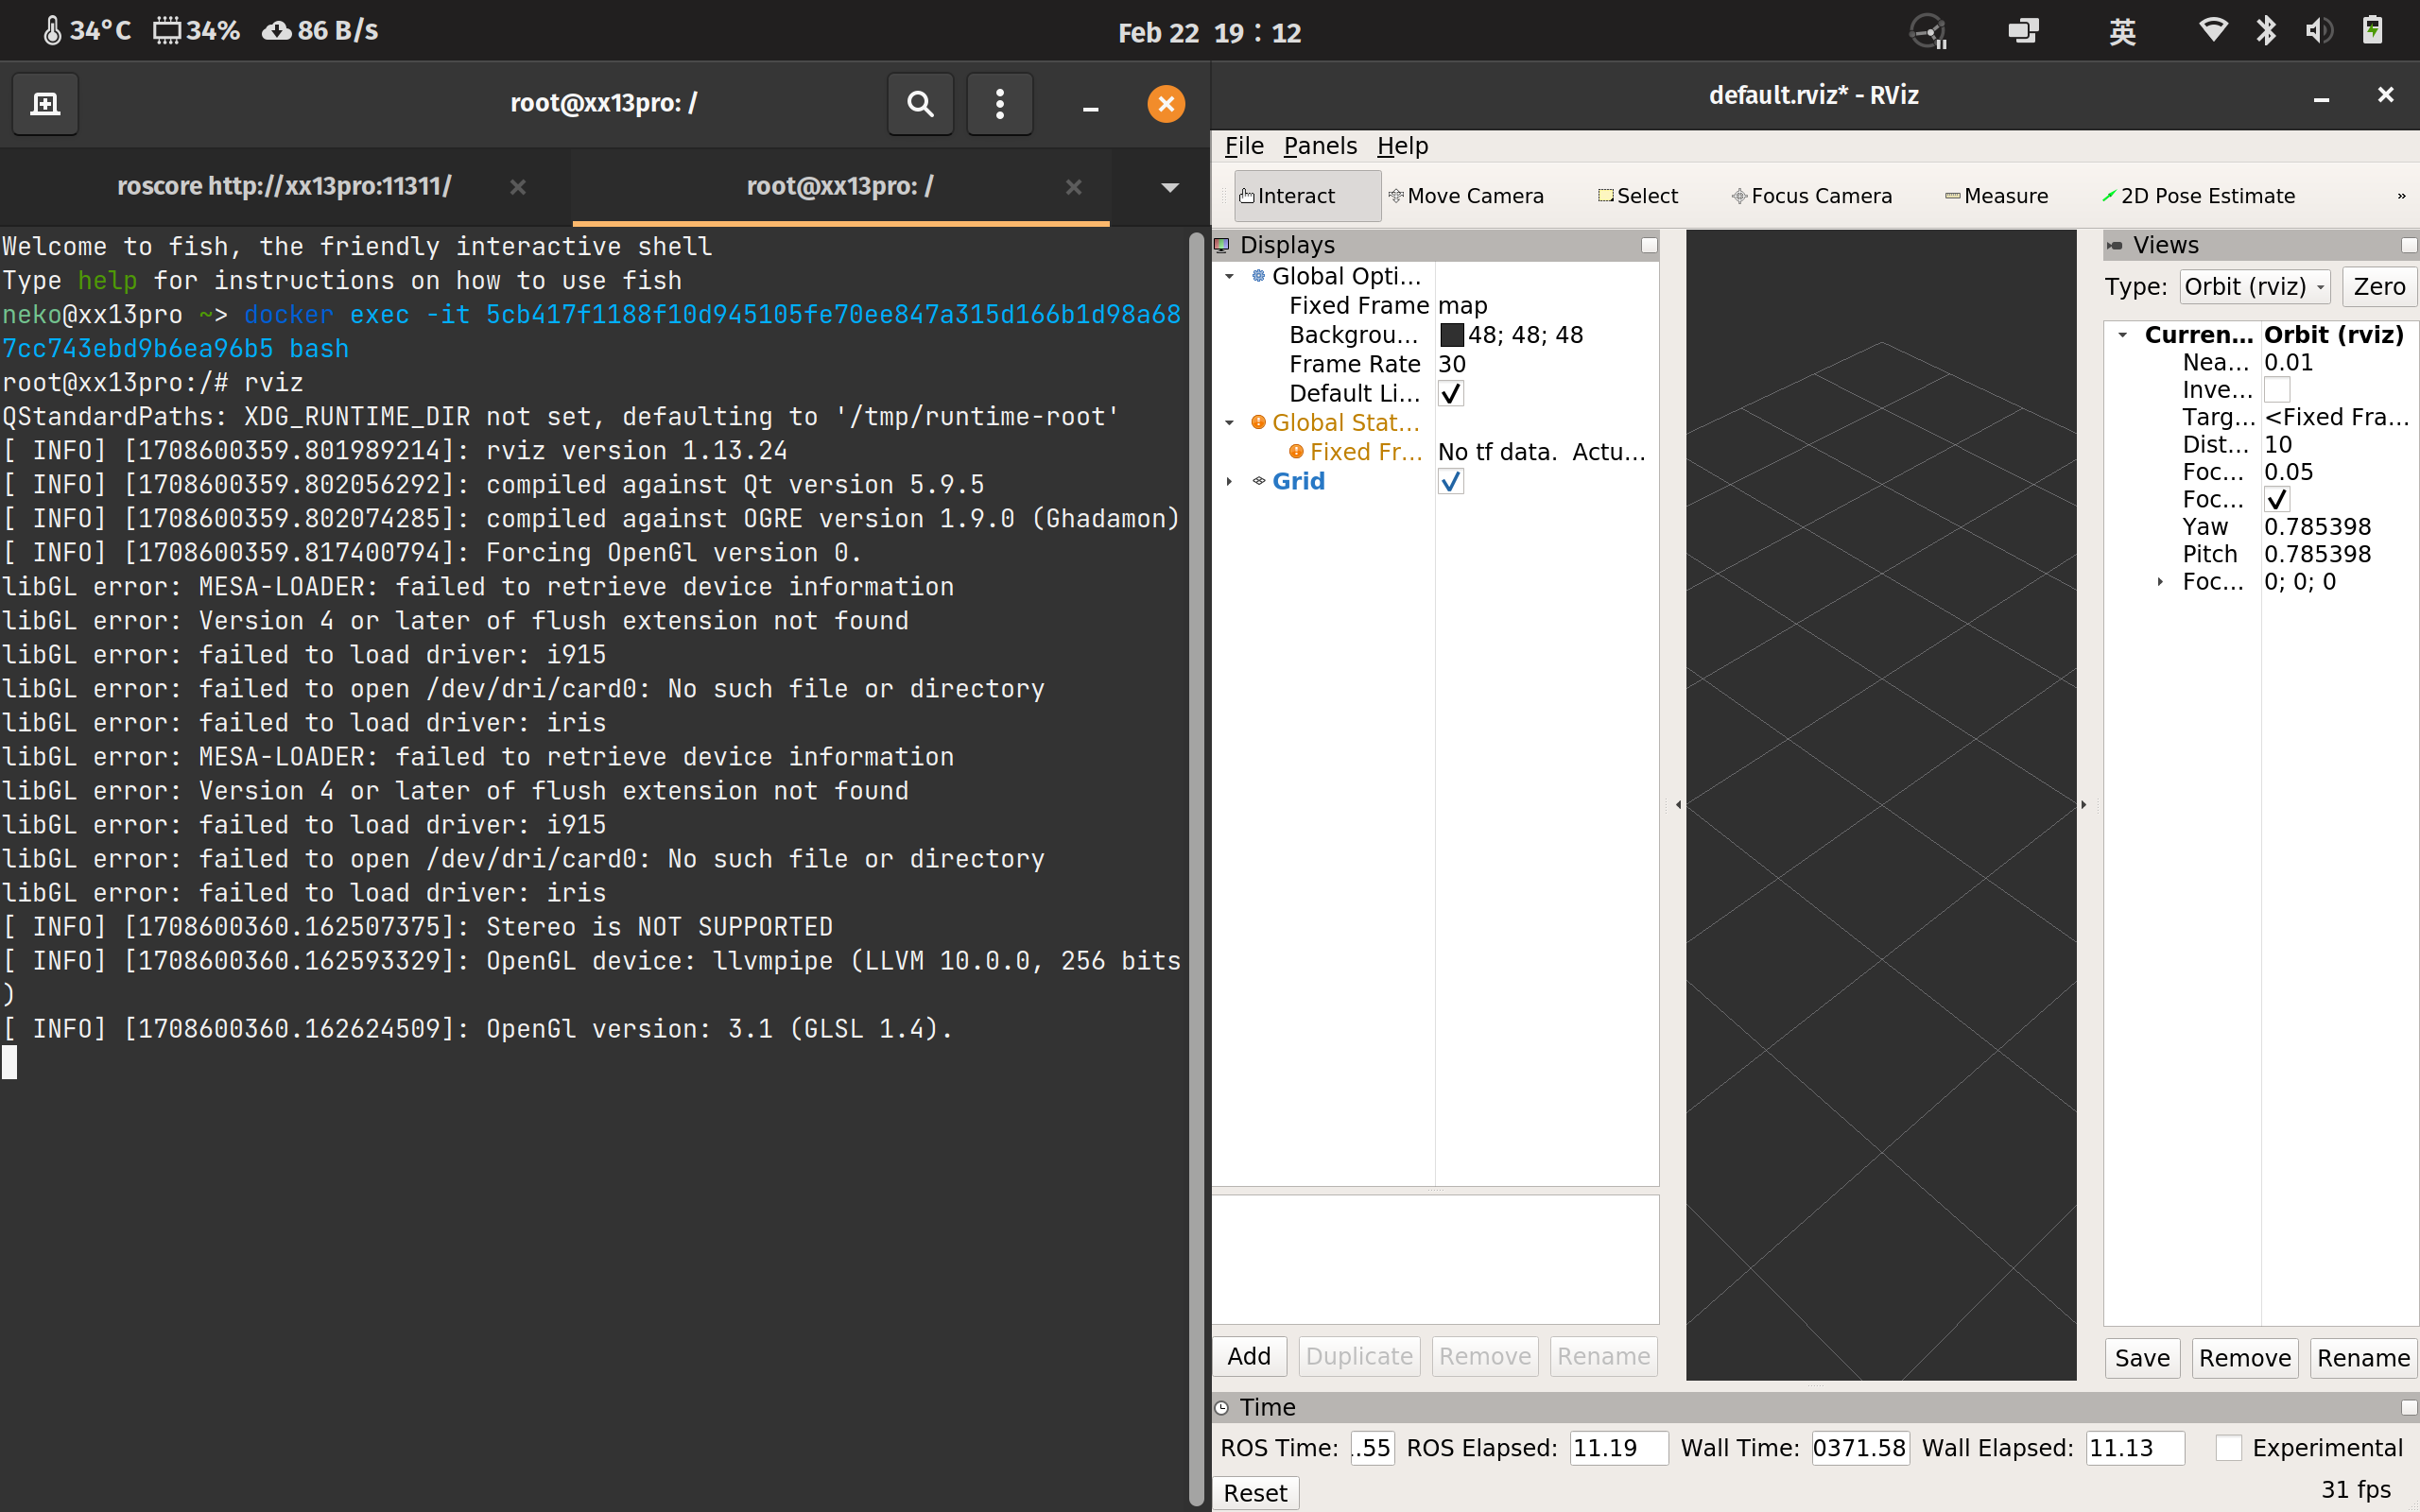 34°C 34% 86 B/s
Feb 22 19：12
英
root@xx13pro: /
roscore http://xx13pro:11311/
root@xx13pro: /
Welcome to fish, the friendly interactive shell
Type help for instructions on how to use fish
neko@xx13pro ~> docker exec -it 5cb417f1188f10d945105fe70ee847a315d166b1d98a68
7cc743ebd9b6ea96b5 bash
root@xx13pro:/# rviz
QStandardPaths: XDG_RUNTIME_DIR not set, defaulting to '/tmp/runtime-root'
[ INFO] [1708600359.801989214]: rviz version 1.13.24
[ INFO] [1708600359.802056292]: compiled against Qt version 5.9.5
[ INFO] [1708600359.802074285]: compiled against OGRE version 1.9.0 (Ghadamon)
[ INFO] [1708600359.817400794]: Forcing OpenGl version 0.
libGL error: MESA-LOADER: failed to retrieve device information
libGL error: Version 4 or later of flush extension not found
libGL error: failed to load driver: i915
libGL error: failed to open /dev/dri/card0: No such file or directory
libGL error: failed to load driver: iris
libGL error: MESA-LOADER: failed to retrieve device information
libGL error: Version 4 or later of flush extension not found
libGL error: failed to load driver: i915
libGL error: failed to open /dev/dri/card0: No such file or directory
libGL error: failed to load driver: iris
[ INFO] [1708600360.162507375]: Stereo is NOT SUPPORTED
[ INFO] [1708600360.162593329]: OpenGL device: llvmpipe (LLVM 10.0.0, 256 bits
)
[ INFO] [1708600360.162624509]: OpenGl version: 3.1 (GLSL 1.4).
default.rviz* - RViz
File Panels Help
Interact Move Camera Select Focus Camera Measure 2D Pose Estimate »
Displays
Global Opti...
Fixed Frame map
Backgrou... 48; 48; 48
Frame Rate 30
Default Li...
Global Stat...
Fixed Fr... No tf data. Actu...
Grid
Add Duplicate Remove Rename
Views
Type: Orbit (rviz) Zero
Curren... Orbit (rviz)
Nea... 0.01
Inve...
Targ... <Fixed Fra...
Dist... 10
Foc... 0.05
Foc...
Yaw 0.785398
Pitch 0.785398
Foc... 0; 0; 0
Save Remove Rename
Time
ROS Time: .55 ROS Elapsed: 11.19 Wall Time: 0371.58 Wall Elapsed: 11.13 Experimental
Reset 31 fps